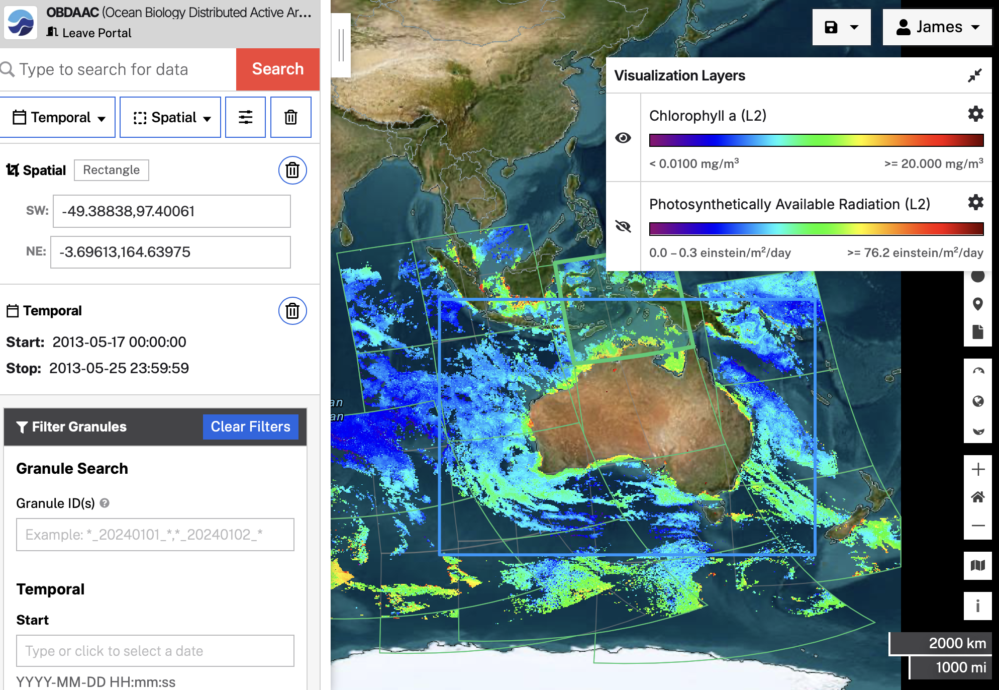 OBDAAC (Ocean Biology Distributed Active Ar...
Leave Portal
Type to search for data
Search
Temporal
Spatial
Spatial
Rectangle
SW:
-49.38838,97.40061
NE:
-3.69613,164.63975
Temporal
Start: 2013-05-17 00:00:00
Stop: 2013-05-25 23:59:59
Filter Granules
Clear Filters
Granule Search
Granule ID(s)
?
Example: *_20240101_*,*_20240102_*
Temporal
Start
Type or click to select a date
YYYY-MM-DD HH:mm:ss
James
Visualization Layers
Chlorophyll a (L2)
< 0.0100 mg/m³
>= 20.000 mg/m³
Photosynthetically Available Radiation (L2)
0.0 – 0.3 einstein/m²/day
>= 76.2 einstein/m²/day
an
an
i
2000 km
1000 mi